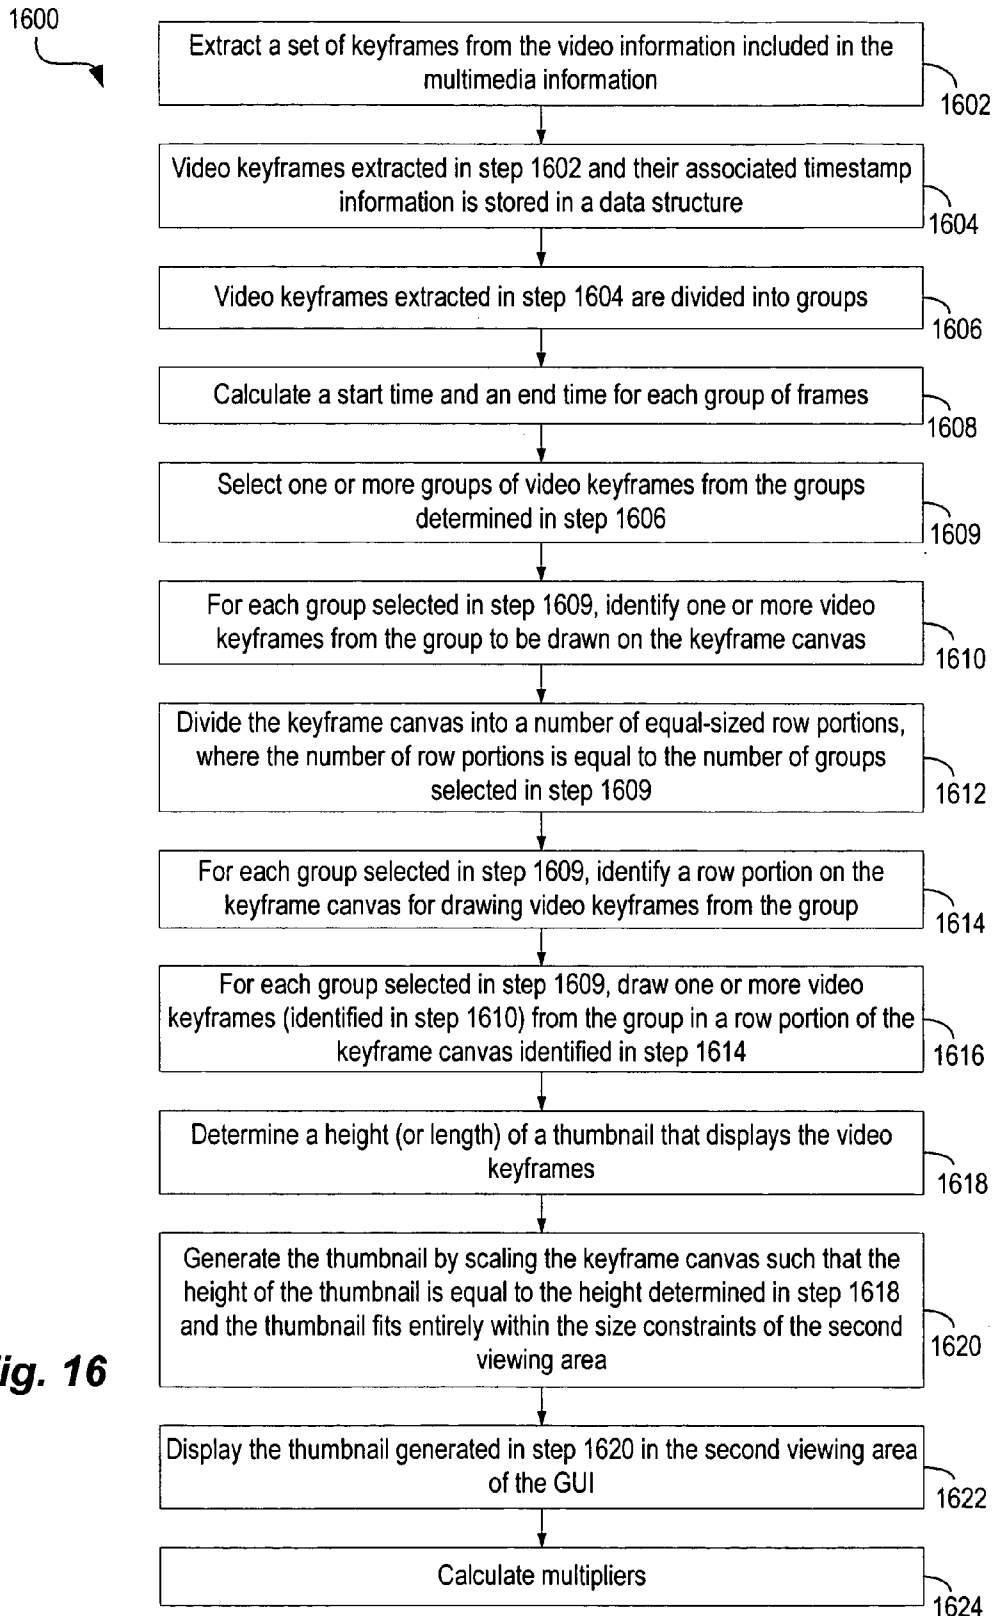 1600
Extract a set of keyframes from the video information included in the
multimedia information
1602
Video keyframes extracted in step 1602 and their associated timestamp
information is stored in a data structure
1604
Video keyframes extracted in step 1604 are divided into groups
1606
Calculate a start time and an end time for each group of frames
1608
Select one or more groups of video keyframes from the groups
determined in step 1606
1609
For each group selected in step 1609, identify one or more video
keyframes from the group to be drawn on the keyframe canvas
1610
Divide the keyframe canvas into a number of equal-sized row portions,
where the number of row portions is equal to the number of groups
selected in step 1609
1612
For each group selected in step 1609, identify a row portion on the
keyframe canvas for drawing video keyframes from the group
1614
For each group selected in step 1609, draw one or more video
keyframes (identified in step 1610) from the group in a row portion of the
keyframe canvas identified in step 1614
1616
Determine a height (or length) of a thumbnail that displays the video
keyframes
1618
Generate the thumbnail by scaling the keyframe canvas such that the
height of the thumbnail is equal to the height determined in step 1618
and the thumbnail fits entirely within the size constraints of the second
viewing area
1620
ig. 16
Display the thumbnail generated in step 1620 in the second viewing area
of the GUI
1622
Calculate multipliers
1624